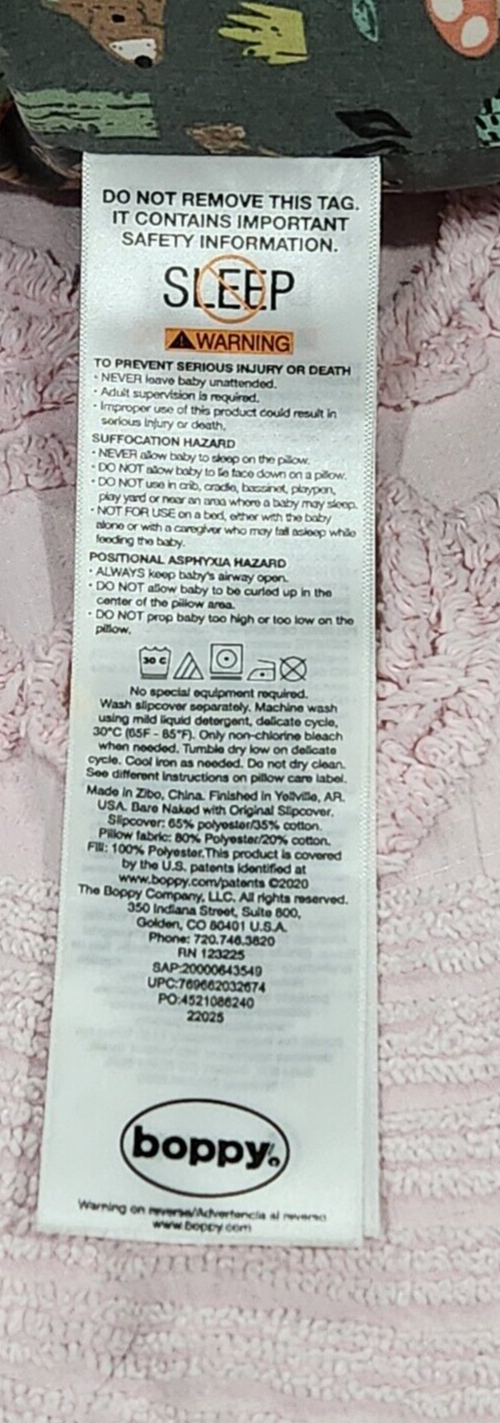 DO NOT REMOVE THIS TAG.
IT CONTAINS IMPORTANT
SAFETY INFORMATION.
SLEEP
WARNING
TO PREVENT SERIOUS INJURY OR DEATH
· NEVER leave baby unattended.
· Adult supervision is required.
· Improper use of this product could result in
serious injury or death.
SUFFOCATION HAZARD
· NEVER allow baby to sleep on the pillow.
· DO NOT allow baby to lie face down on a pillow.
· DO NOT use in crib, cradle, bassinet, playpen,
play yard or near an area where a baby may sleep.
· NOT FOR USE on a bed, either with the baby
alone or with a caregiver who may fall asleep while
feeding the baby.
POSITIONAL ASPHYXIA HAZARD
· ALWAYS keep baby's airway open.
· DO NOT allow baby to be curled up in the
center of the pillow area.
· DO NOT prop baby too high or too low on the
pillow.
30 C
No special equipment required.
Wash slipcover separately. Machine wash
using mild liquid detergent, delicate cycle,
30°C (65F - 85°F). Only non-chlorine bleach
when needed. Tumble dry low on delicate
cycle. Cool iron as needed. Do not dry clean.
See different instructions on pillow care label.
Made in Zibo, China. Finished in Yellville, AR.
USA. Bare Naked with Original Slipcover.
Slipcover: 65% polyester/35% cotton.
Pillow fabric: 80% Polyester/20% cotton.
Fill: 100% Polyester.This product is covered
by the U.S. patents identified at
www.boppy.com/patents ©2020
The Boppy Company, LLC. All rights reserved.
350 Indiana Street, Suite 800,
Golden, CO 80401 U.S.A.
Phone: 720.746.3820
RN 123225
SAP:20000643549
UPC:769662032674
PO:4521086240
22025
boppy®
Warning on reverse/Advertencia al reverso
www.boppy.com